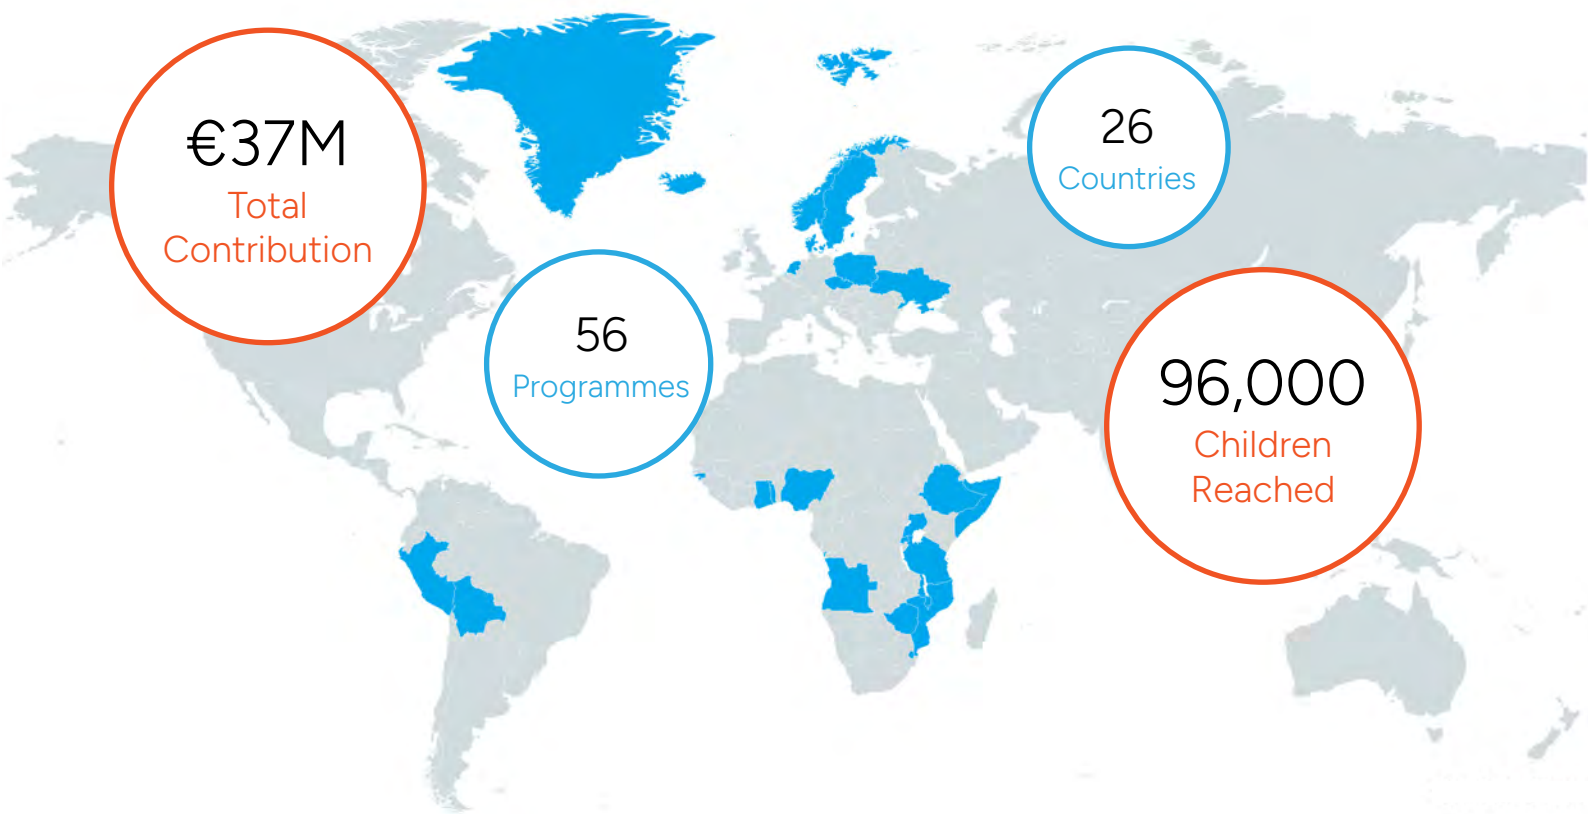 €37M
Total
Contribution
26
Countries
56
Programmes
96,000
Children
Reached